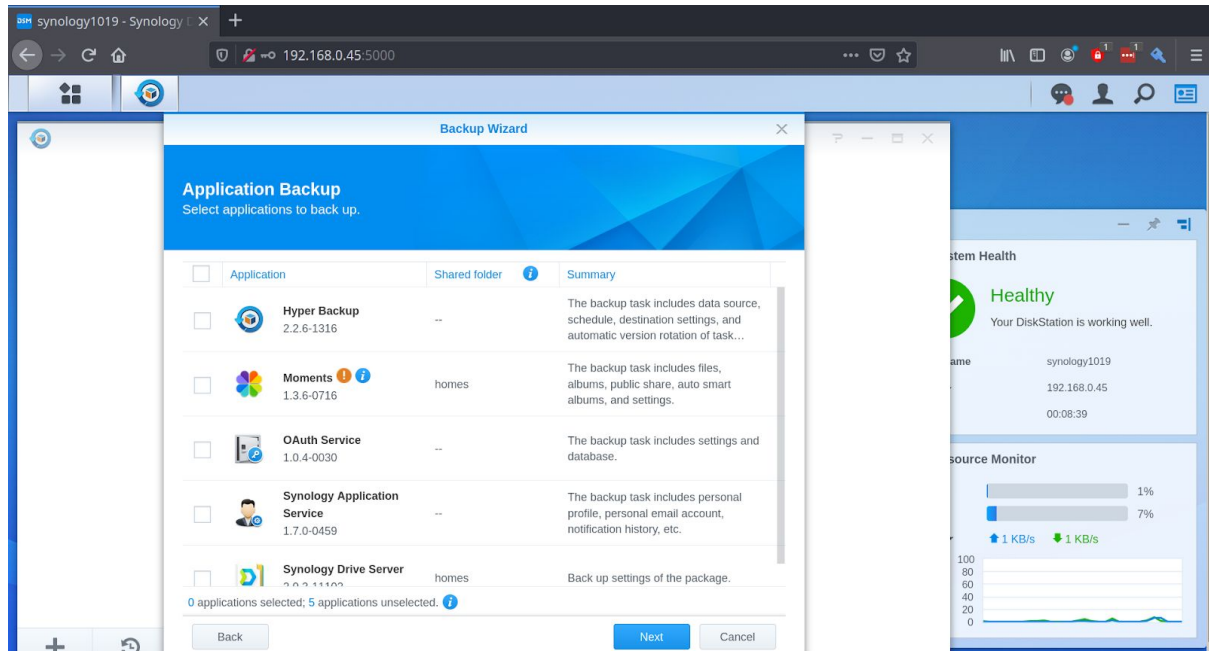 synology1019 - Synology D
192.168.0.45:5000
Backup Wizard
Application Backup
Select applications to back up.
Application Shared folder Summary
Hyper Backup
2.2.6-1316
--
The backup task includes data source,
schedule, destination settings, and
automatic version rotation of task…
Moments
1.3.6-0716
homes
The backup task includes files,
albums, public share, auto smart
albums, and settings.
OAuth Service
1.0.4-0030
--
The backup task includes settings and
database.
Synology Application
Service
1.7.0-0459
--
The backup task includes personal
profile, personal email account,
notification history, etc.
Synology Drive Server
homes
Back up settings of the package.
0 applications selected; 5 applications unselected.
Back Next Cancel
stem Health
Healthy
Your DiskStation is working well.
ame synology1019
192.168.0.45
00:08:39
source Monitor
1%
7%
1 KB/s 1 KB/s
100
80
60
40
20
0